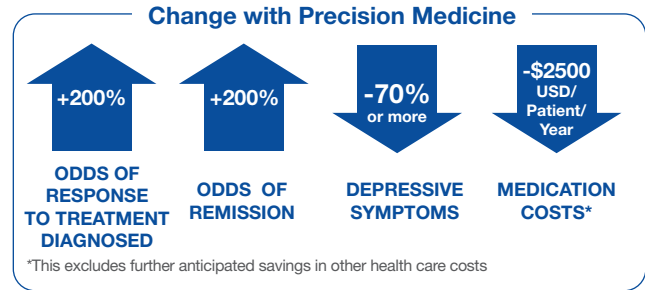 Change with Precision Medicine
+200%
ODDS OF
RESPONSE
TO TREATMENT
DIAGNOSED
+200%
ODDS OF
REMISSION
-70%
or more
DEPRESSIVE
SYMPTOMS
-$2500
USD/
Patient/
Year
MEDICATION
COSTS*
*This excludes further anticipated savings in other health care costs